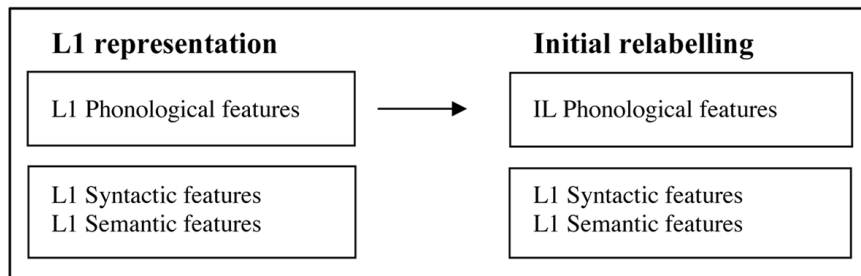 L1 representation
L1 Phonological features
L1 Syntactic features
L1 Semantic features
Initial relabelling
IL Phonological features
L1 Syntactic features
L1 Semantic features